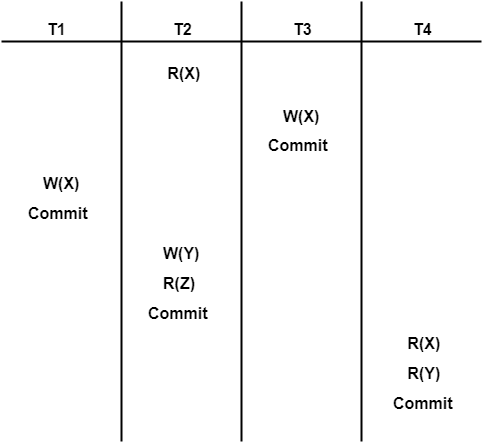 T1 T2 T3 T4
R(X)
W(X)
Commit
W(X)
Commit
W(Y)
R(Z)
Commit
R(X)
R(Y)
Commit